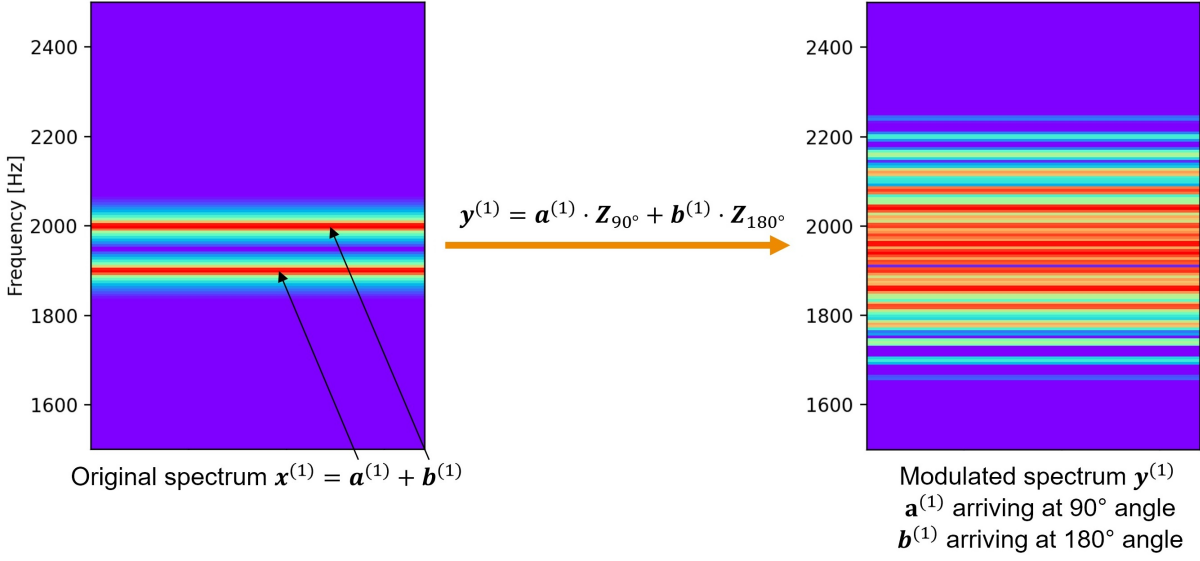 Frequency [Hz]
2400
2200
2000
1800
1600
Original spectrum 𝒙⁽¹⁾ = 𝒂⁽¹⁾ + 𝒃⁽¹⁾
𝒚⁽¹⁾ = 𝒂⁽¹⁾ · 𝒁₉₀° + 𝒃⁽¹⁾ · 𝒁₁₈₀°
2400
2200
2000
1800
1600
Modulated spectrum 𝒚⁽¹⁾
𝐚⁽¹⁾ arriving at 90° angle
𝒃⁽¹⁾ arriving at 180° angle